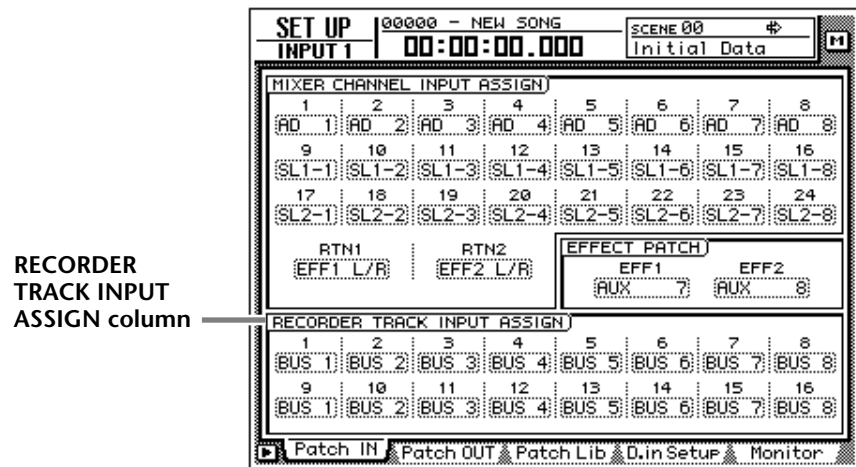 SET UP
INPUT 1
00000 - NEW SONG
00:00:00.000
SCENE 00
Initial Data
M
MIXER CHANNEL INPUT ASSIGN
1 2 3 4 5 6 7 8
AD 1 AD 2 AD 3 AD 4 AD 5 AD 6 AD 7 AD 8
9 10 11 12 13 14 15 16
SL1-1 SL1-2 SL1-3 SL1-4 SL1-5 SL1-6 SL1-7 SL1-8
17 18 19 20 21 22 23 24
SL2-1 SL2-2 SL2-3 SL2-4 SL2-5 SL2-6 SL2-7 SL2-8
RTN1 RTN2
EFF1 L/R EFF2 L/R
EFFECT PATCH
EFF1 EFF2
AUX 7 AUX 8
RECORDER
TRACK INPUT
ASSIGN column
RECORDER TRACK INPUT ASSIGN
1 2 3 4 5 6 7 8
BUS 1 BUS 2 BUS 3 BUS 4 BUS 5 BUS 6 BUS 7 BUS 8
9 10 11 12 13 14 15 16
BUS 1 BUS 2 BUS 3 BUS 4 BUS 5 BUS 6 BUS 7 BUS 8
Patch IN Patch OUT Patch Lib D.in Setup Monitor